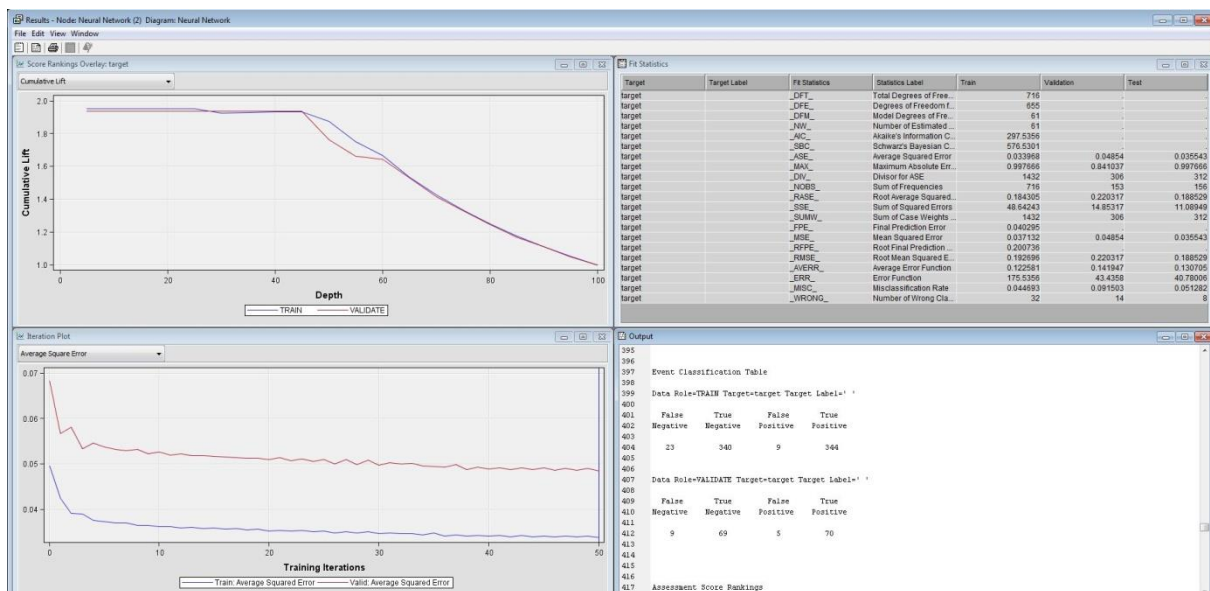 Results - Node: Neural Network (2) Diagram: Neural Network
File Edit View Window
Score Rankings Overlay: target
Cumulative Lift
2.0
1.8
1.6
1.4
1.2
1.0
Cumulative Lift
0 20 40 60 80 100
Depth
TRAIN VALIDATE
Fit Statistics
Target Target Label Fit Statistics Statistics Label Train Validation Test
target _DFT_ Total Degrees of Free... 716 . .
target _DFE_ Degrees of Freedom f... 655 . .
target _DFM_ Model Degrees of Fre... 61 . .
target _NW_ Number of Estimated ... 61 . .
target _AIC_ Akaike's Information C... 297.5356 . .
target _SBC_ Schwarz's Bayesian C... 576.5301 . .
target _ASE_ Average Squared Error 0.033968 0.04854 0.035543
target _MAX_ Maximum Absolute Err... 0.997666 0.841037 0.997666
target _DIV_ Divisor for ASE 1432 306 312
target _NOBS_ Sum of Frequencies 716 153 156
target _RASE_ Root Average Squared... 0.184305 0.220317 0.188529
target _SSE_ Sum of Squared Errors 48.64243 14.85317 11.08949
target _SUMW_ Sum of Case Weights ... 1432 306 312
target _FPE_ Final Prediction Error 0.040295 . .
target _MSE_ Mean Squared Error 0.037132 0.04854 0.035543
target _RFPE_ Root Final Prediction ... 0.200736 . .
target _RMSE_ Root Mean Squared E... 0.192696 0.220317 0.188529
target _AVERR_ Average Error Function 0.122581 0.141947 0.130705
target _ERR_ Error Function 175.5356 43.4358 40.78006
target _MISC_ Misclassification Rate 0.044693 0.091503 0.051282
target _WRONG_ Number of Wrong Cla... 32 14 8
Iteration Plot
Average Square Error
0.07
0.06
0.05
0.04
0 10 20 30 40 50
Training Iterations
Train: Average Squared Error Valid: Average Squared Error
Output
395
396
397 Event Classification Table
398
399 Data Role=TRAIN Target=target Target Label=' '
400
401 False True False True
402 Negative Negative Positive Positive
403
404 23 340 9 344
405
406
407 Data Role=VALIDATE Target=target Target Label=' '
408
409 False True False True
410 Negative Negative Positive Positive
411
412 9 69 5 70
413
414
415
416
417 Assessment Score Rankings